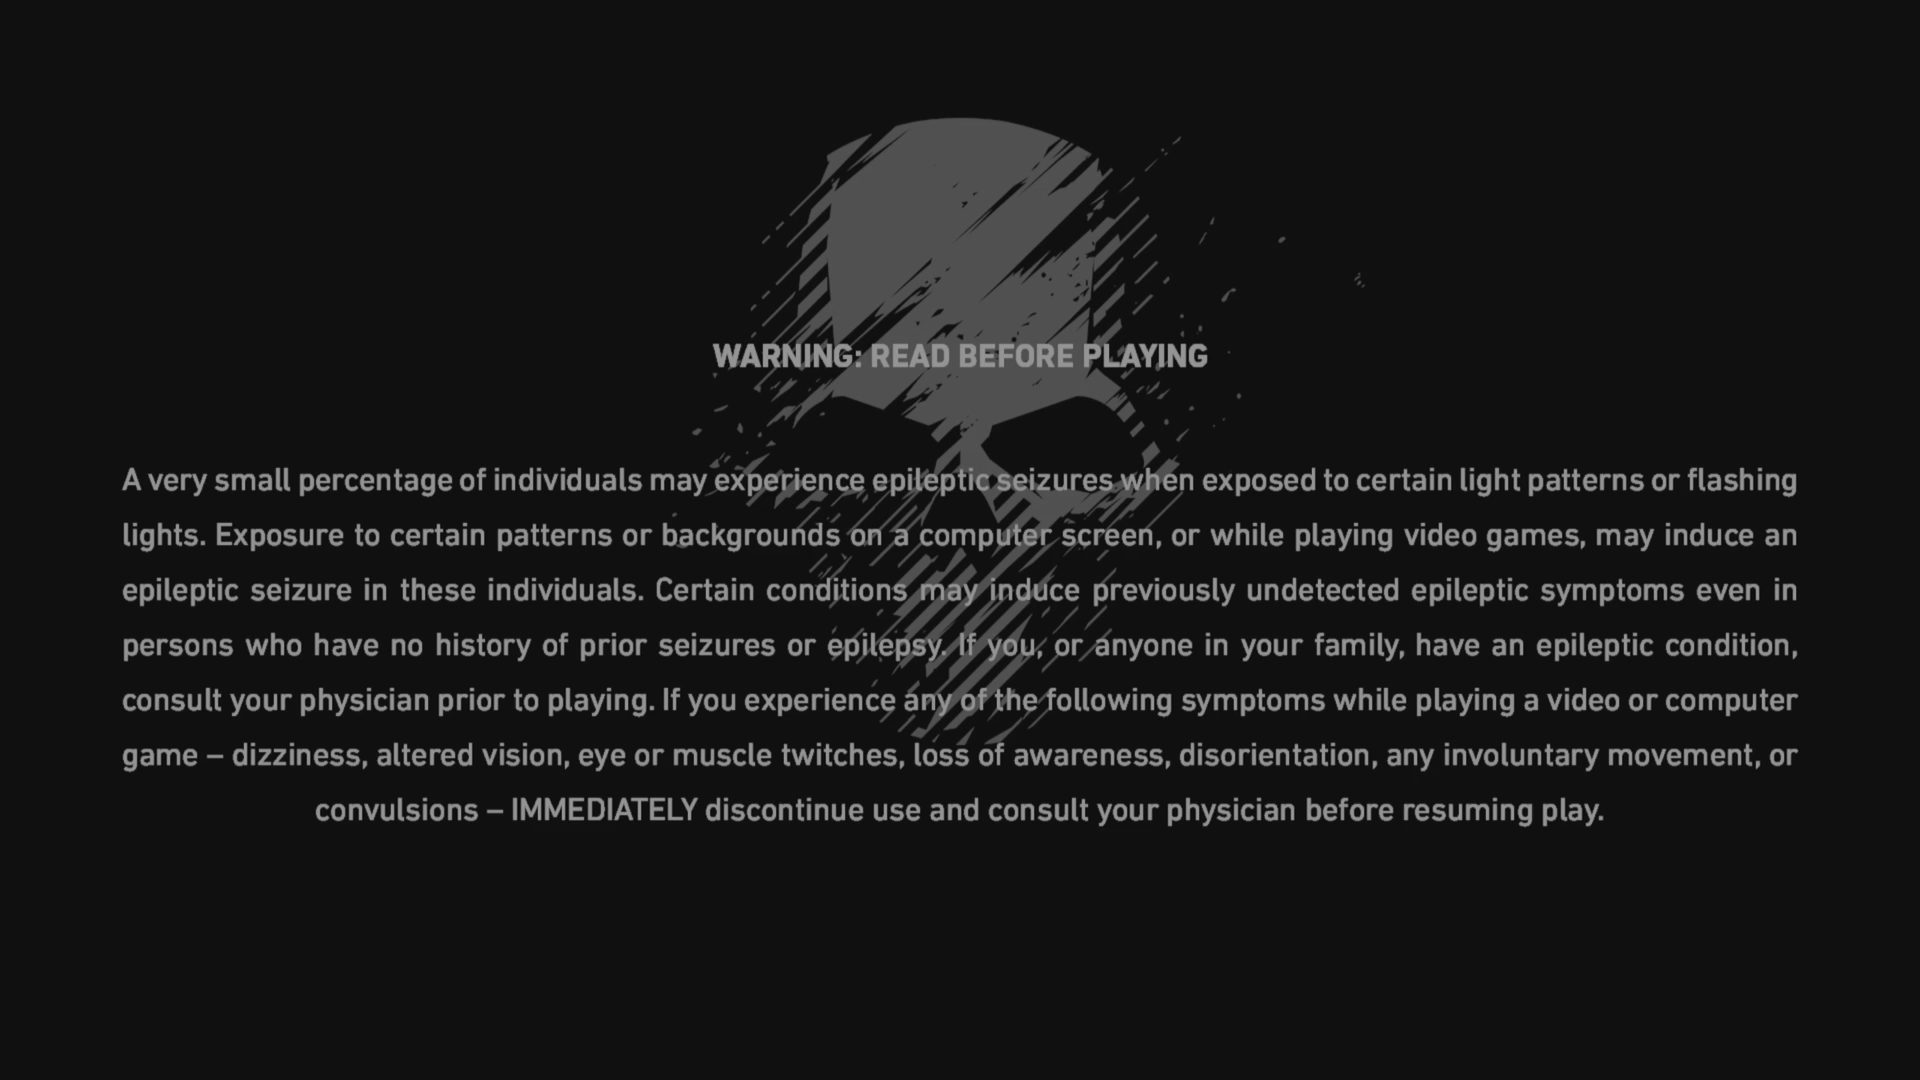 WARNING: READ BEFORE PLAYING
A very small percentage of individuals may experience epileptic seizures when exposed to certain light patterns or flashing
lights. Exposure to certain patterns or backgrounds on a computer screen, or while playing video games, may induce an
epileptic seizure in these individuals. Certain conditions may induce previously undetected epileptic symptoms even in
persons who have no history of prior seizures or epilepsy. If you, or anyone in your family, have an epileptic condition,
consult your physician prior to playing. If you experience any of the following symptoms while playing a video or computer
game – dizziness, altered vision, eye or muscle twitches, loss of awareness, disorientation, any involuntary movement, or
convulsions – IMMEDIATELY discontinue use and consult your physician before resuming play.